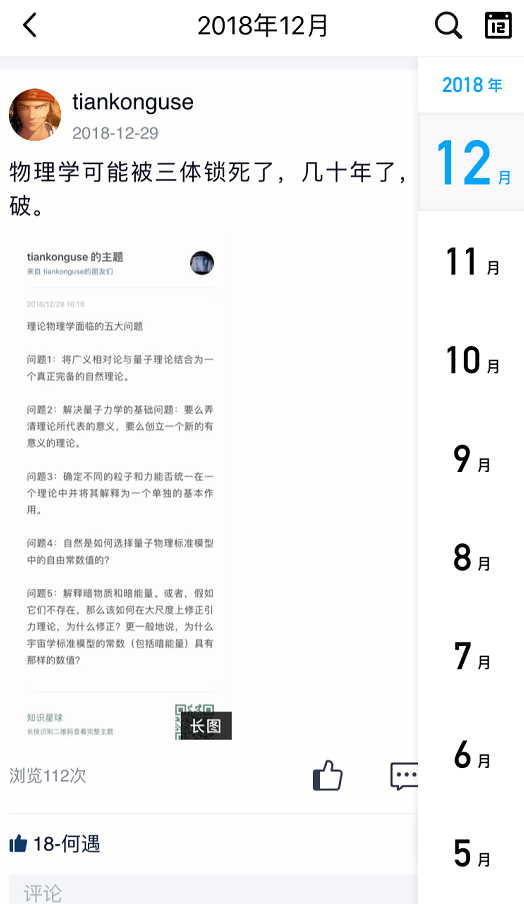 2018年12月
12
tiankonguse
2018-12-29
物理学可能被三体锁死了，几十年了，
破。
tiankonguse 的主题
来自 tiankonguse的朋友们
2018/12/29 16:18
理论物理学面临的五大问题
问题1：将广义相对论与量子理论结合为一
个真正完备的自然理论。
问题2：解决量子力学的基础问题：要么弄
清理论所代表的意义，要么创立一个新的有
意义的理论。
问题3：确定不同的粒子和力能否统一在一
个理论中并将其解释为一个单独的基本作
用。
问题4：自然是如何选择量子物理标准模型
中的自由常数值的？
问题5：解释暗物质和暗能量。或者，假如
它们不存在，那么该如何在大尺度上修正引
力理论，为什么修正？更一般地说，为什么
宇宙学标准模型的常数（包括暗能量）具有
那样的数值？
知识星球
长按识别二维码查看完整主题
长图
浏览112次
18-何遇
评论
2018 年
12 月
11 月
10 月
9 月
8 月
7 月
6 月
5 月